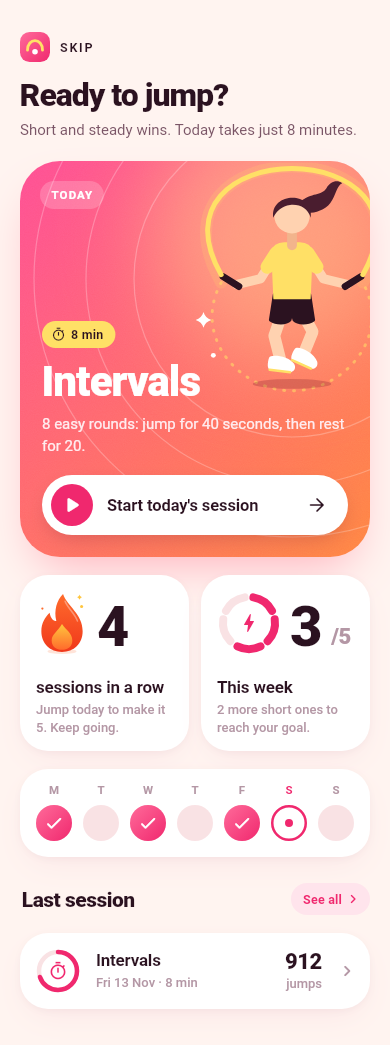 SKIP
Ready to jump?
Short and steady wins. Today takes just 8 minutes.
TODAY
8 min
Intervals
8 easy rounds: jump for 40 seconds, then rest
for 20.
Start today's session
4
sessions in a row
Jump today to make it
5. Keep going.
3 /5
This week
2 more short ones to
reach your goal.
M T W T F S S
Last session
See all
Intervals
Fri 13 Nov · 8 min
912
jumps